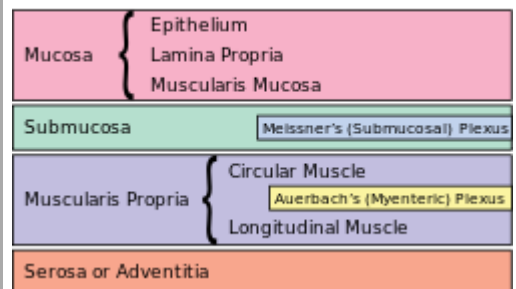 Epithelium
Mucosa
Lamina Propria
Muscularis Mucosa
Submucosa
Meissner's (Submucosal) Plexus
Circular Muscle
Muscularis Propria
Auerbach's (Myenteric) Plexus
Longitudinal Muscle
Serosa or Adventitia